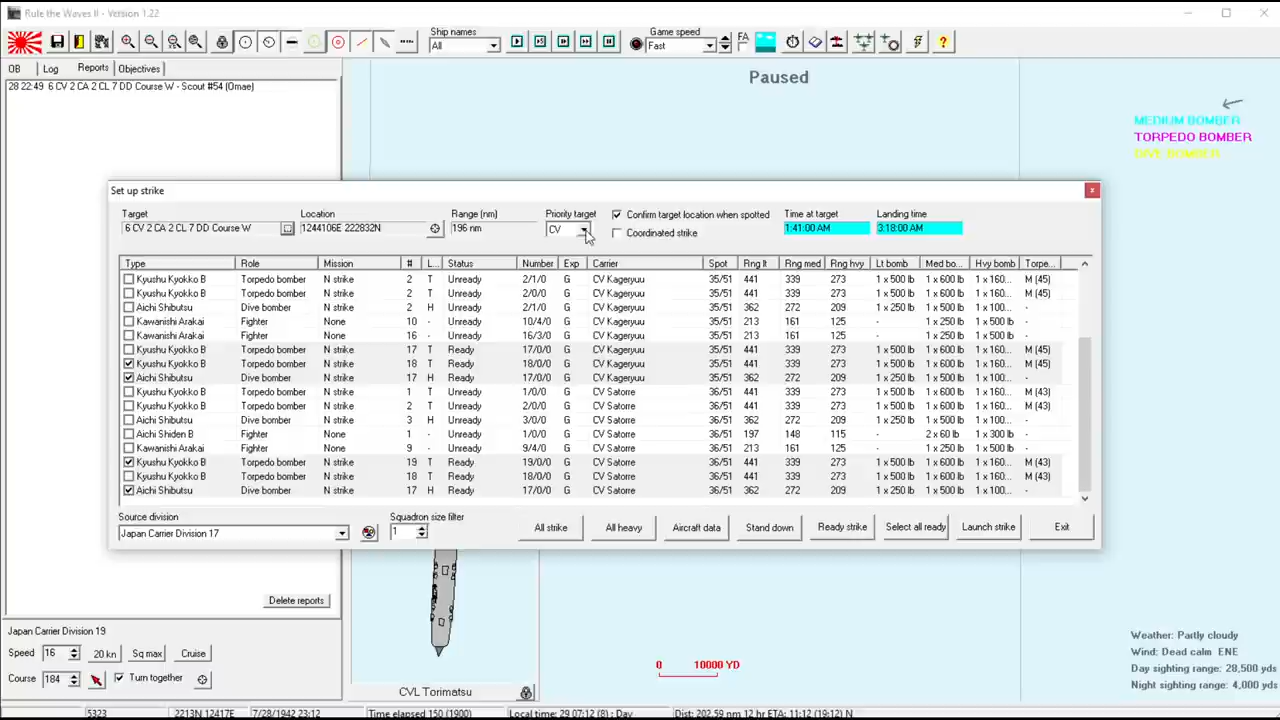 Rule the Waves II - Version 1.22
Ship names
All
Game speed
Fast
FA
OB Log Reports Objectives
28 22:49 6 CV 2 CA 2 CL 7 DD Course W - Scout #54 (Omae)
Paused
MEDIUM BOMBER
TORPEDO BOMBER
DIVE BOMBER
Set up strike
Target Location Range (nm) Priority target Confirm target location when spotted Time at target Landing time
6 CV 2 CA 2 CL 7 DD Course W 1244106E 222832N 196 nm CV Coordinated strike 1:41:00 AM 3:18:00 AM
Type Role Mission # L... Status Number Exp Carrier Spot Rng lt Rng med Rng hvy Lt bomb Med bo... Hvy bomb Torpe...
Kyushu Kyokko B Torpedo bomber N strike 2 T Unready 2/1/0 G CV Kageryuu 35/51 441 339 273 1 x 500 lb 1 x 600 lb 1 x 160... M (45)
Kyushu Kyokko B Torpedo bomber N strike 2 T Unready 2/0/0 G CV Kageryuu 35/51 441 339 273 1 x 500 lb 1 x 600 lb 1 x 160... M (45)
Aichi Shibutsu Dive bomber N strike 2 H Unready 2/1/0 G CV Kageryuu 35/51 362 272 209 1 x 250 lb 1 x 500 lb 1 x 100... -
Kawanishi Arakai Fighter None 10 - Unready 10/4/0 G CV Kageryuu 35/51 213 161 125 - 1 x 250 lb 1 x 500 lb -
Kawanishi Arakai Fighter None 16 - Unready 16/3/0 G CV Kageryuu 35/51 213 161 125 - 1 x 250 lb 1 x 500 lb -
Kyushu Kyokko B Torpedo bomber N strike 17 T Ready 17/0/0 G CV Kageryuu 35/51 441 339 273 1 x 500 lb 1 x 600 lb 1 x 160... M (45)
Kyushu Kyokko B Torpedo bomber N strike 18 T Ready 18/0/0 G CV Kageryuu 35/51 441 339 273 1 x 500 lb 1 x 600 lb 1 x 160... M (45)
Aichi Shibutsu Dive bomber N strike 17 H Ready 17/0/0 G CV Kageryuu 35/51 362 272 209 1 x 250 lb 1 x 500 lb 1 x 100... -
Kyushu Kyokko B Torpedo bomber N strike 1 T Unready 1/0/0 G CV Satorre 36/51 441 339 273 1 x 500 lb 1 x 600 lb 1 x 160... M (43)
Kyushu Kyokko B Torpedo bomber N strike 2 T Unready 2/0/0 G CV Satorre 36/51 441 339 273 1 x 500 lb 1 x 600 lb 1 x 160... M (43)
Aichi Shibutsu Dive bomber N strike 3 H Unready 3/0/0 G CV Satorre 36/51 362 272 209 1 x 250 lb 1 x 500 lb 1 x 100... -
Aichi Shiden B Fighter None 1 - Unready 1/0/0 G CV Satorre 36/51 197 148 115 - 2 x 60 lb 1 x 300 lb -
Kawanishi Arakai Fighter None 9 - Unready 9/4/0 G CV Satorre 36/51 213 161 125 - 1 x 250 lb 1 x 500 lb -
Kyushu Kyokko B Torpedo bomber N strike 19 T Ready 19/0/0 G CV Satorre 36/51 441 339 273 1 x 500 lb 1 x 600 lb 1 x 160... M (43)
Kyushu Kyokko B Torpedo bomber N strike 18 T Ready 18/0/0 G CV Satorre 36/51 441 339 273 1 x 500 lb 1 x 600 lb 1 x 160... M (43)
Aichi Shibutsu Dive bomber N strike 17 H Ready 17/0/0 G CV Satorre 36/51 362 272 209 1 x 250 lb 1 x 500 lb 1 x 100... -
Source division Squadron size filter
Japan Carrier Division 17 1 All strike All heavy Aircraft data Stand down Ready strike Select all ready Launch strike Exit
Delete reports
Japan Carrier Division 19
Speed 16 20 kn Sq max Cruise
Course 184 Turn together
CVL Torimatsu
0 10000 YD
Weather: Partly cloudy
Wind: Dead calm ENE
Day sighting range: 28,500 yds
Night sighting range: 4,000 yds
5323 2213N 12417E 7/28/1942 23:12 Time elapsed 150 (1900) Local time: 29 07:12 (8) : Day Dist: 202.59 nm 12 hr ETA: 11:12 (19:12) N